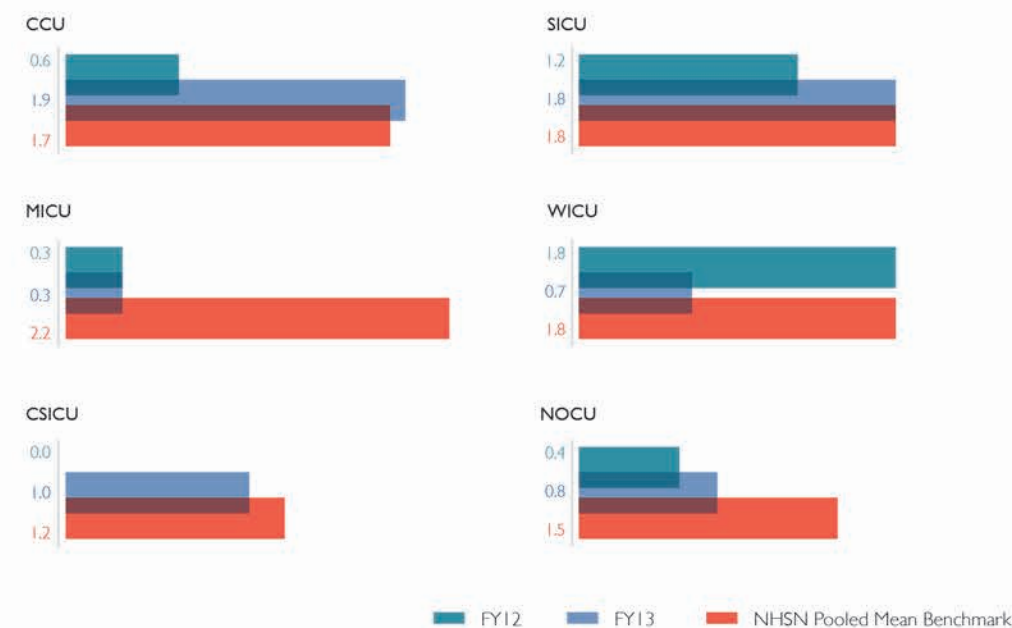 CCU
0.6
1.9
1.7
SICU
1.2
1.8
1.8
MICU
0.3
0.3
2.2
WICU
1.8
0.7
1.8
CSICU
0.0
1.0
1.2
NOCU
0.4
0.8
1.5
FY12 FY13 NHSN Pooled Mean Benchmark